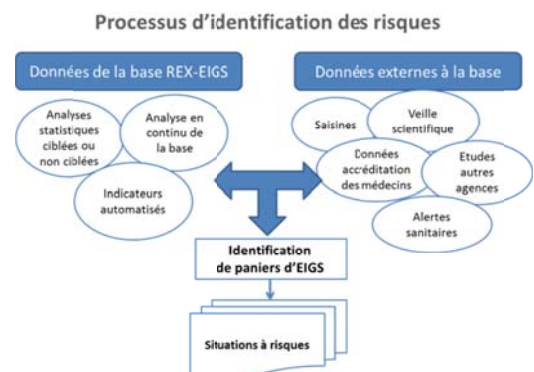 Processus d'identification des risques
Données de la base REX-EIGS
Données externes à la base
Analyses
statistiques
ciblées ou
non ciblées
Analyse en
continu de
la base
Indicateurs
automatisés
Saisines
Veille
scientifique
Données
accréditation
des médecins
Etudes
autres
agences
Alertes
sanitaires
Identification
de paniers d'EIGS
Situations à risques